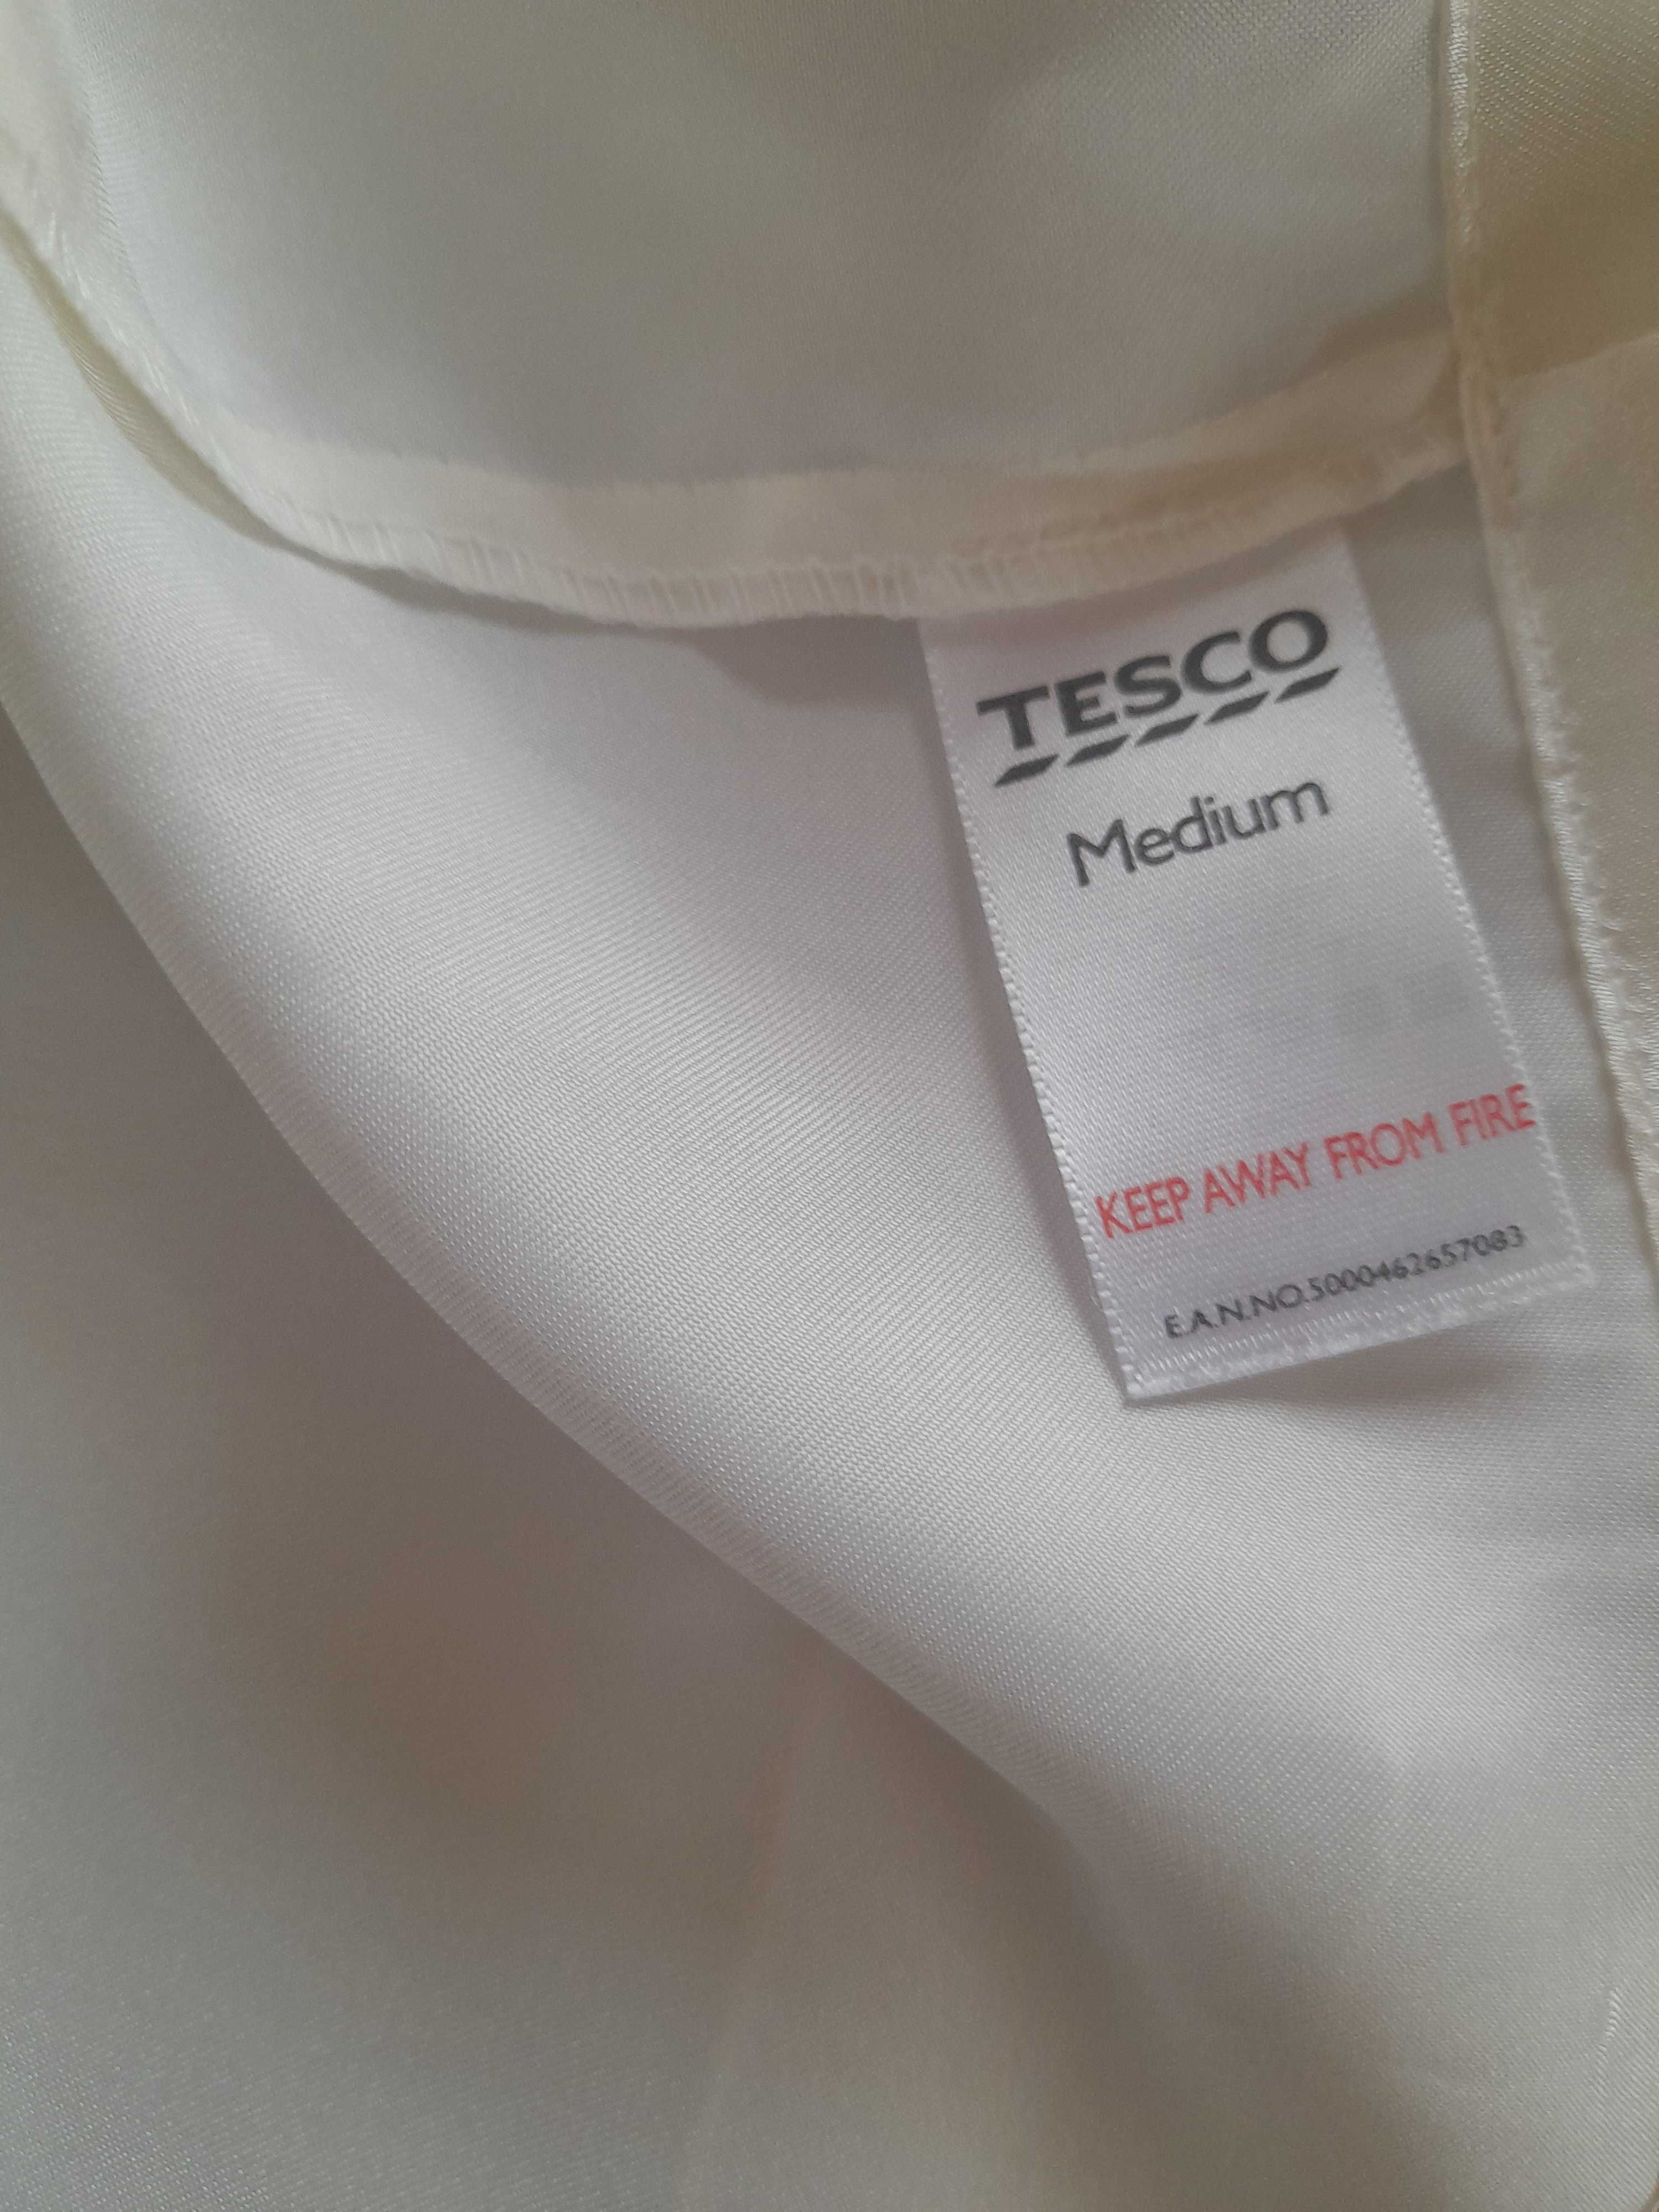 TESCO
Medium
KEEP AWAY FROM FIRE
E.A.N.NO.5000462657083